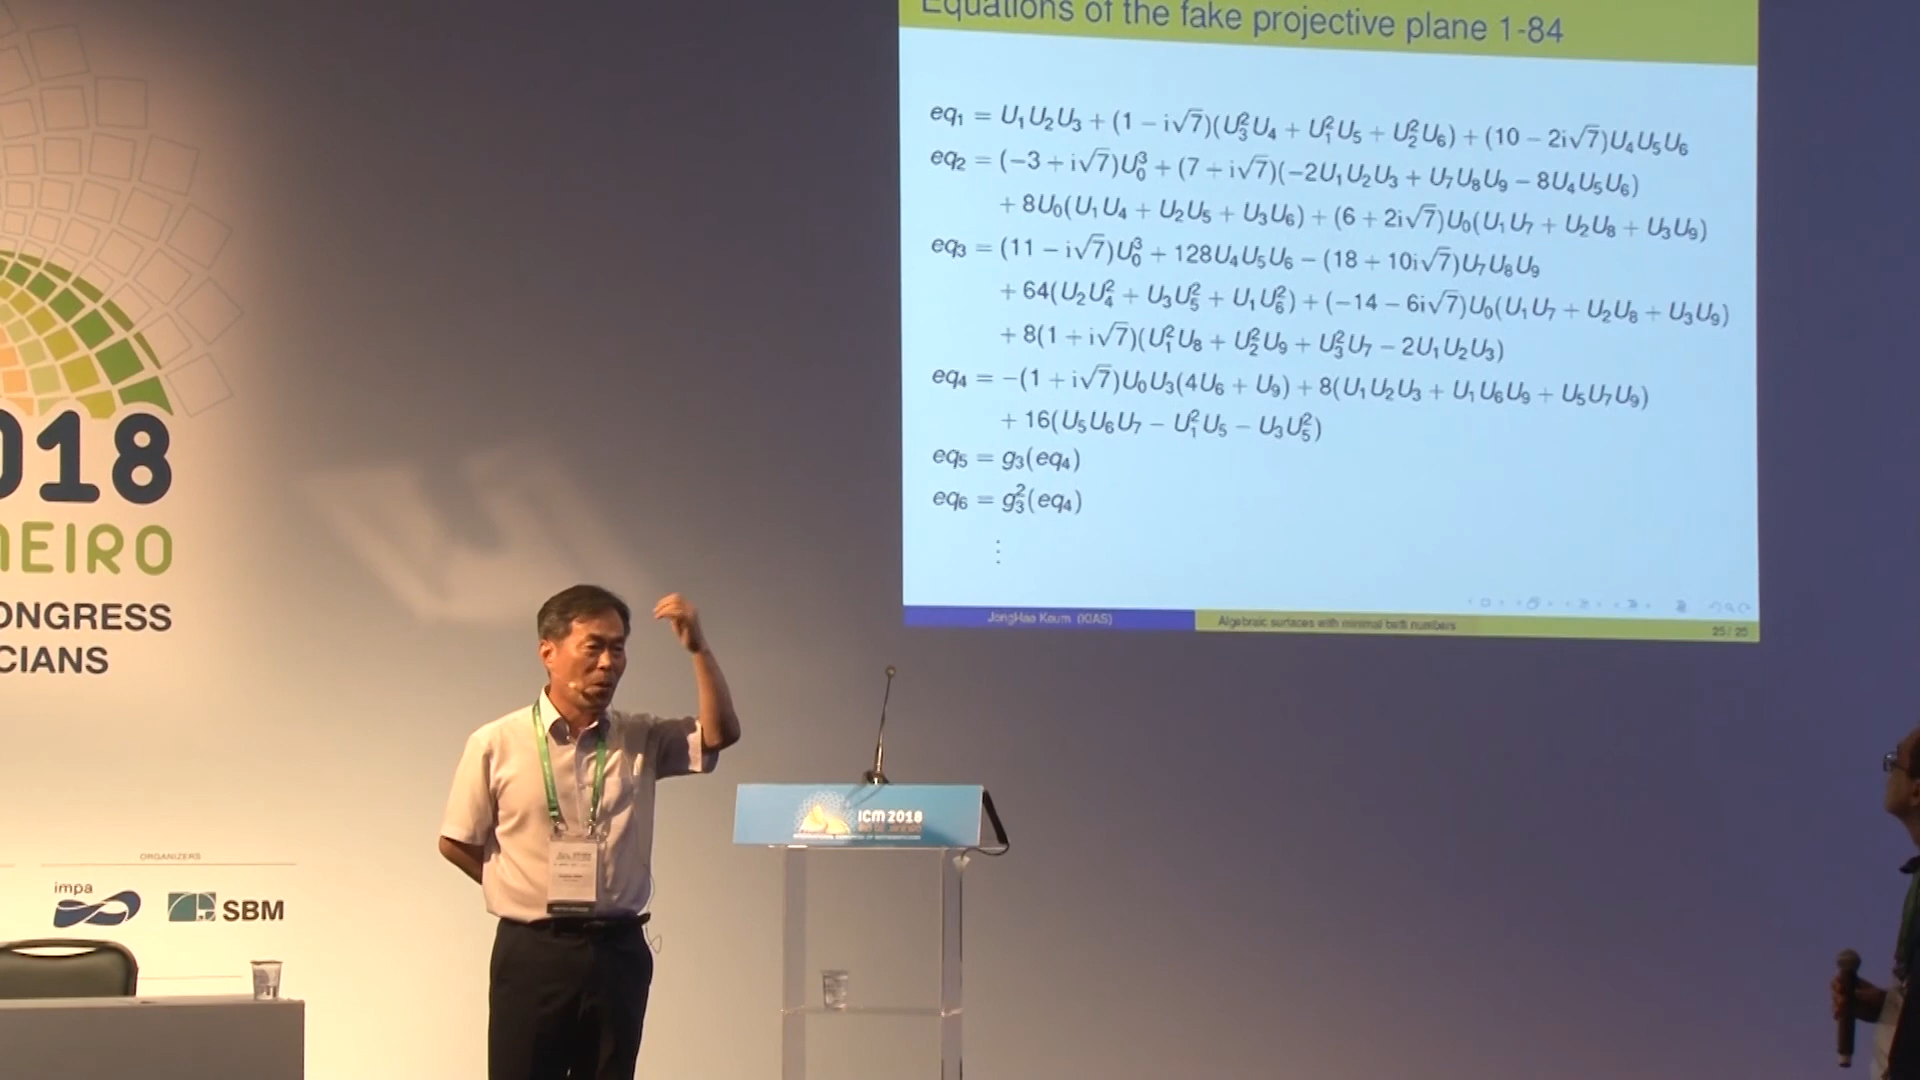 Equations of the fake projective plane 1-84
eq₁ = U₁U₂U₃ + (1 − i√7)(U₃²U₄ + U₁²U₅ + U₂²U₆) + (10 − 2i√7)U₄U₅U₆
eq₂ = (−3 + i√7)U₀³ + (7 + i√7)(−2U₁U₂U₃ + U₇U₈U₉ − 8U₄U₅U₆)
+ 8U₀(U₁U₄ + U₂U₅ + U₃U₆) + (6 + 2i√7)U₀(U₁U₇ + U₂U₈ + U₃U₉)
eq₃ = (11 − i√7)U₀³ + 128U₄U₅U₆ − (18 + 10i√7)U₇U₈U₉
+ 64(U₂U₄² + U₃U₅² + U₁U₆²) + (−14 − 6i√7)U₀(U₁U₇ + U₂U₈ + U₃U₉)
+ 8(1 + i√7)(U₁²U₈ + U₂²U₉ + U₃²U₇ − 2U₁U₂U₃)
eq₄ = −(1 + i√7)U₀U₃(4U₆ + U₉) + 8(U₁U₂U₃ + U₁U₆U₉ + U₅U₇U₉)
+ 16(U₅U₆U₇ − U₁²U₅ − U₃U₅²)
eq₅ = g₃(eq₄)
eq₆ = g₃²(eq₄)
⋮
JongHae Keum (KIAS)
Algebraic surfaces with minimal betti numbers
25 / 25
018
NEIRO
ONGRESS
CIANS
ORGANIZERS
impa
SBM
ICM 2018
RIO DE JANEIRO